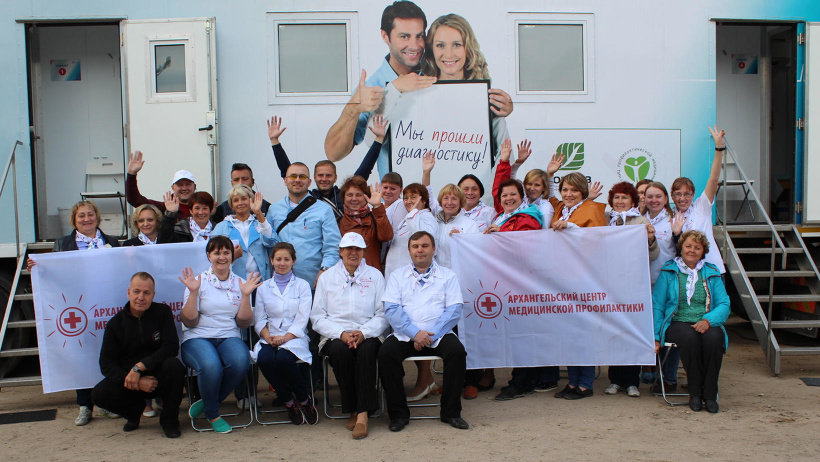 Мы прошли
диагностику!
АРХАНГЕЛЬСКИЙ ЦЕНТР
МЕДИЦИНСКОЙ ПРОФИЛАКТИКИ